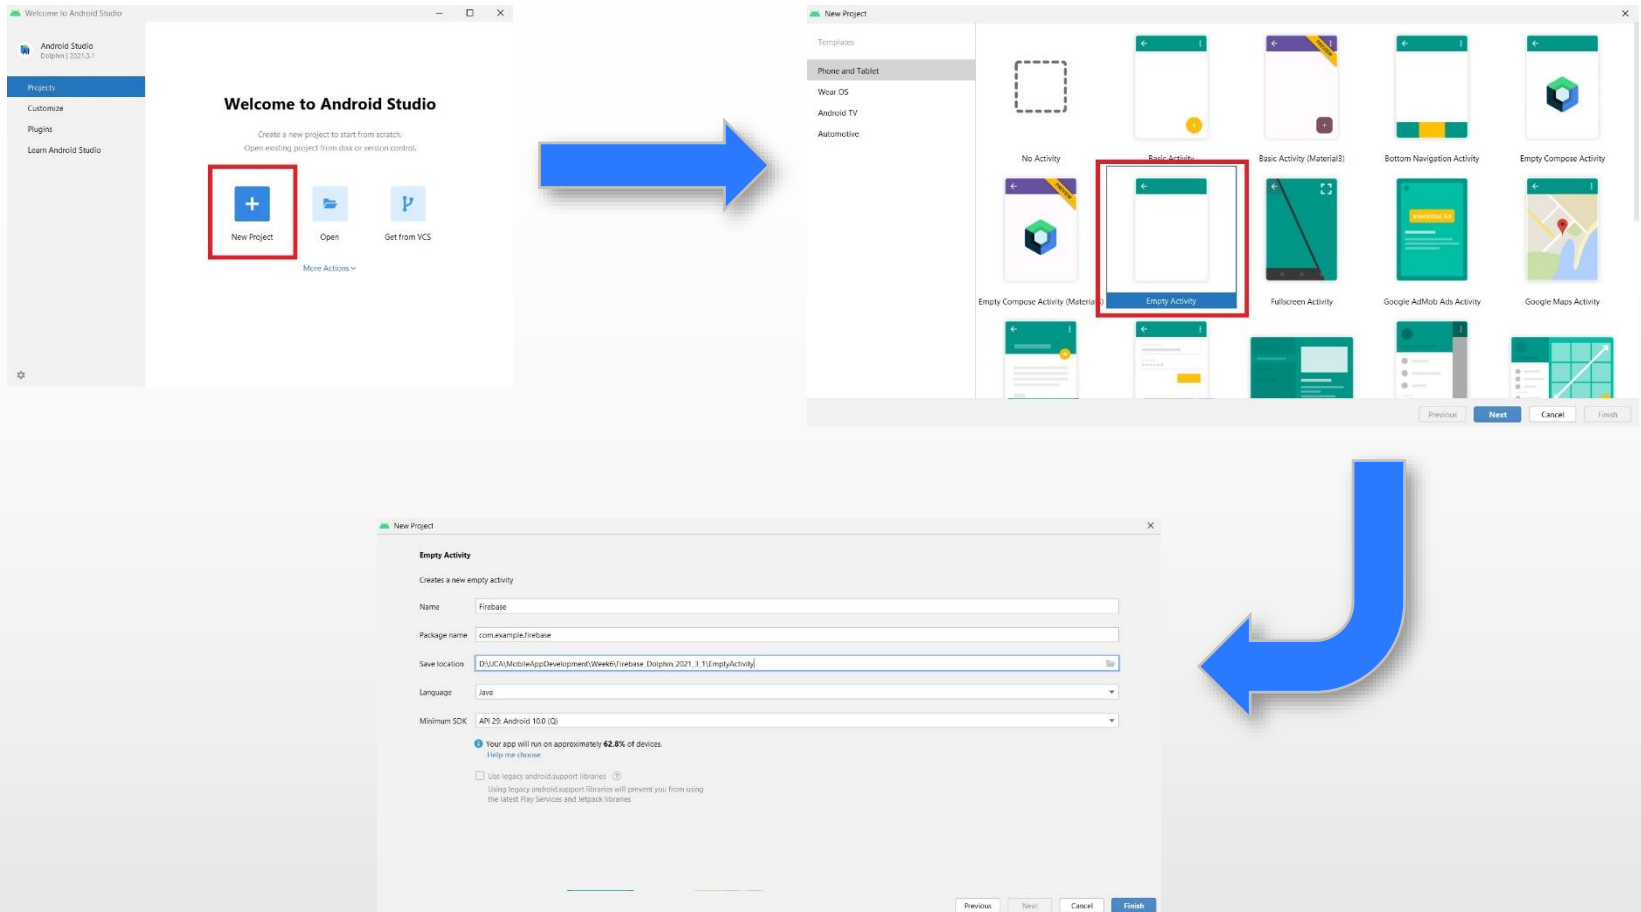 Welcome to Android Studio
Android Studio
Dolphin | 2021.3.1
Projects
Customize
Plugins
Learn Android Studio
Welcome to Android Studio
Create a new project to start from scratch.
Open existing project from disk or version control.
New Project
Open
Get from VCS
More Actions
New Project
Templates
Phone and Tablet
Wear OS
Android TV
Automotive
No Activity
Basic Activity
PREVIEW
Basic Activity (Material3)
Bottom Navigation Activity
Empty Compose Activity
PREVIEW
Empty Compose Activity (Material3)
Empty Activity
Fullscreen Activity
Interstitial Ad
Google AdMob Ads Activity
Google Maps Activity
Previous
Next
Cancel
Finish
New Project
Empty Activity
Creates a new empty activity
Name
Firebase
Package name
com.example.firebase
Save location
D:\UCA\MobileAppDevelopment\Week6\Firebase_Dolphin_2021_3_1\EmptyActivity
Language
Java
Minimum SDK
API 29: Android 10.0 (Q)
Your app will run on approximately 62.8% of devices.
Help me choose
Use legacy android.support libraries
Using legacy android.support libraries will prevent you from using
the latest Play Services and Jetpack libraries
Previous
Next
Cancel
Finish